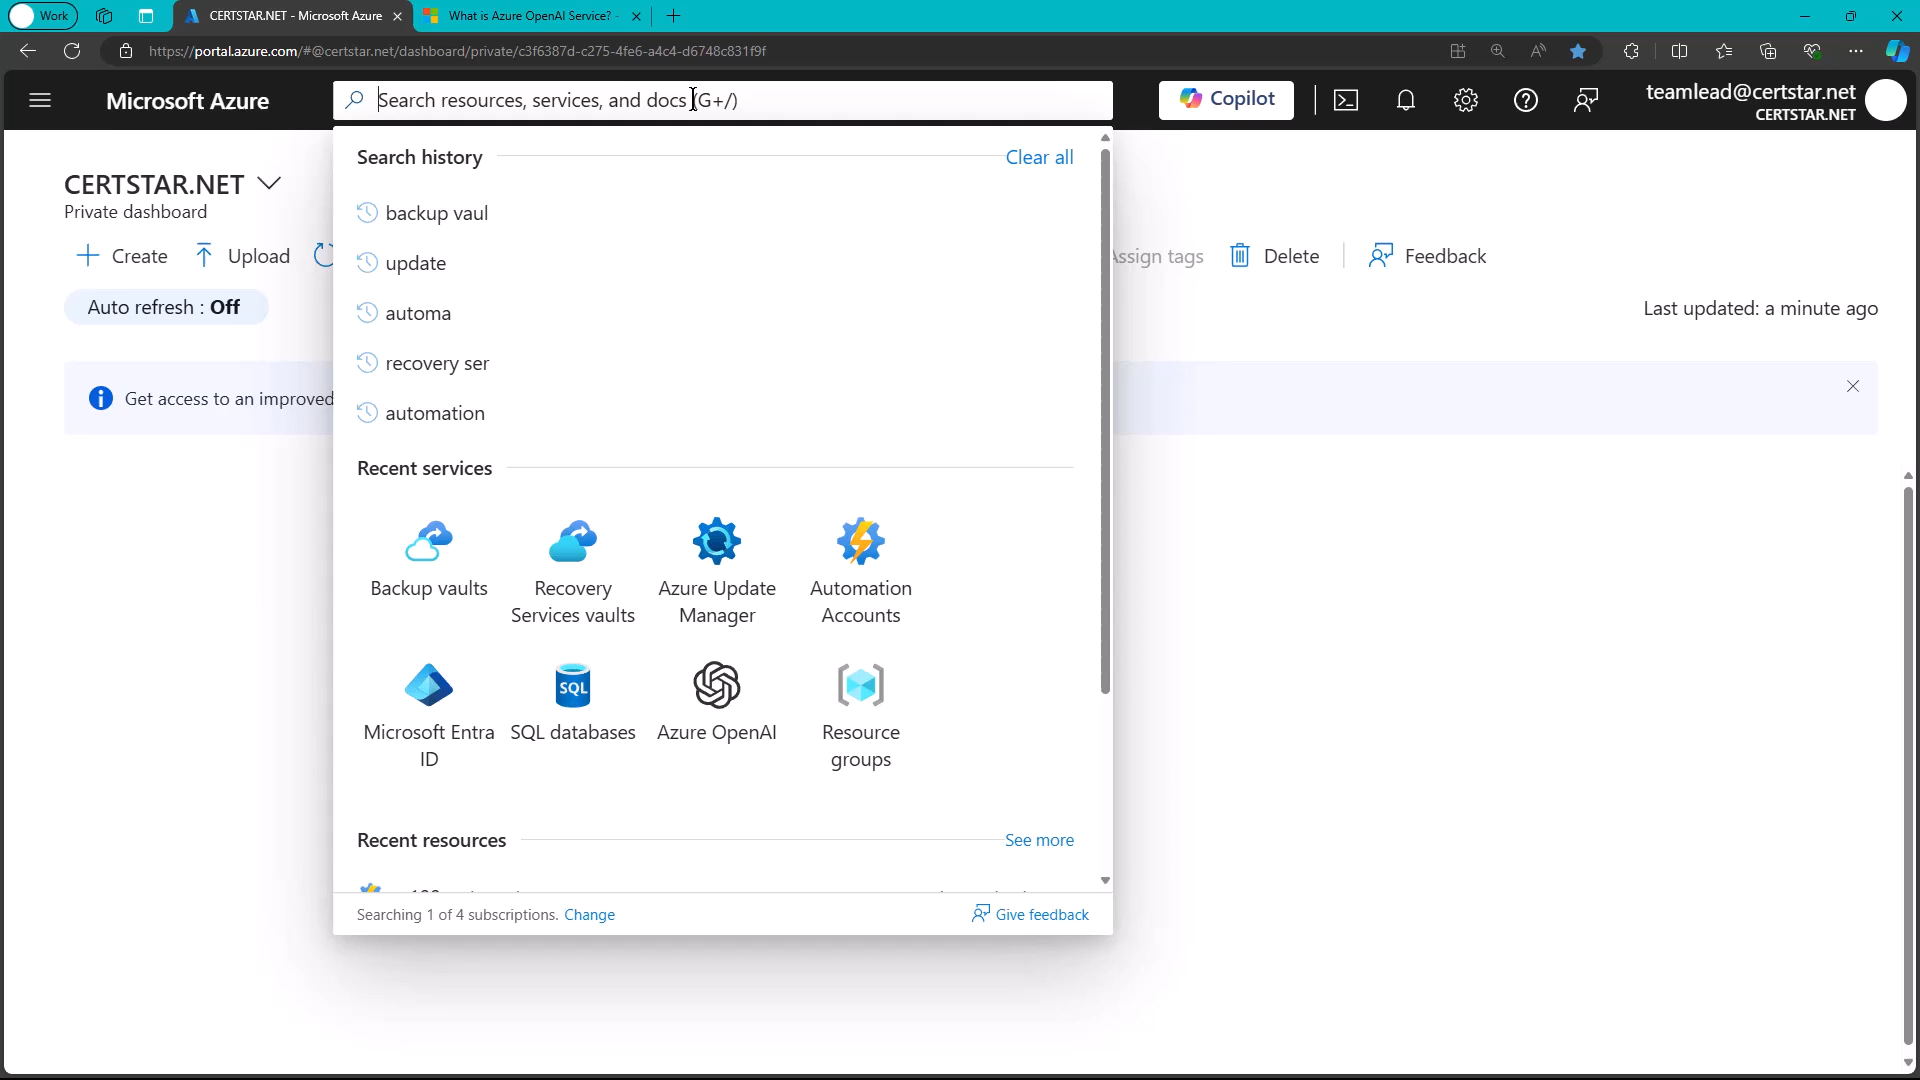 Work
CERTSTAR.NET - Microsoft Azure
What is Azure OpenAI Service? -
https://portal.azure.com/#@certstar.net/dashboard/private/c3f6387d-c275-4fe6-a4c4-d6748c831f9f
Microsoft Azure
Search resources, services, and docs (G+/)
Copilot
teamlead@certstar.net
CERTSTAR.NET
CERTSTAR.NET
Private dashboard
Create
Upload
Assign tags
Delete
Feedback
Auto refresh : Off
Last updated: a minute ago
Get access to an improved
Search history
Clear all
backup vaul
update
automa
recovery ser
automation
Recent services
Backup vaults
Recovery Services vaults
Azure Update Manager
Automation Accounts
Microsoft Entra ID
SQL
SQL databases
Azure OpenAI
Resource groups
Recent resources
See more
Searching 1 of 4 subscriptions. Change
Give feedback